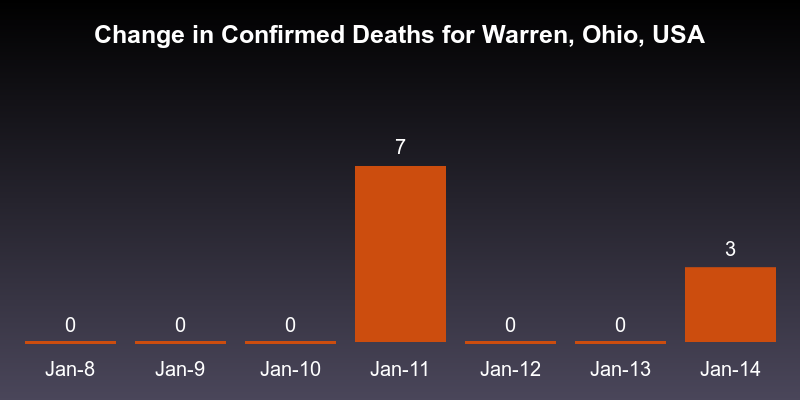 Change in Confirmed Deaths for Warren, Ohio, USA
7
3
0 0 0 0 0
Jan-8 Jan-9 Jan-10 Jan-11 Jan-12 Jan-13 Jan-14